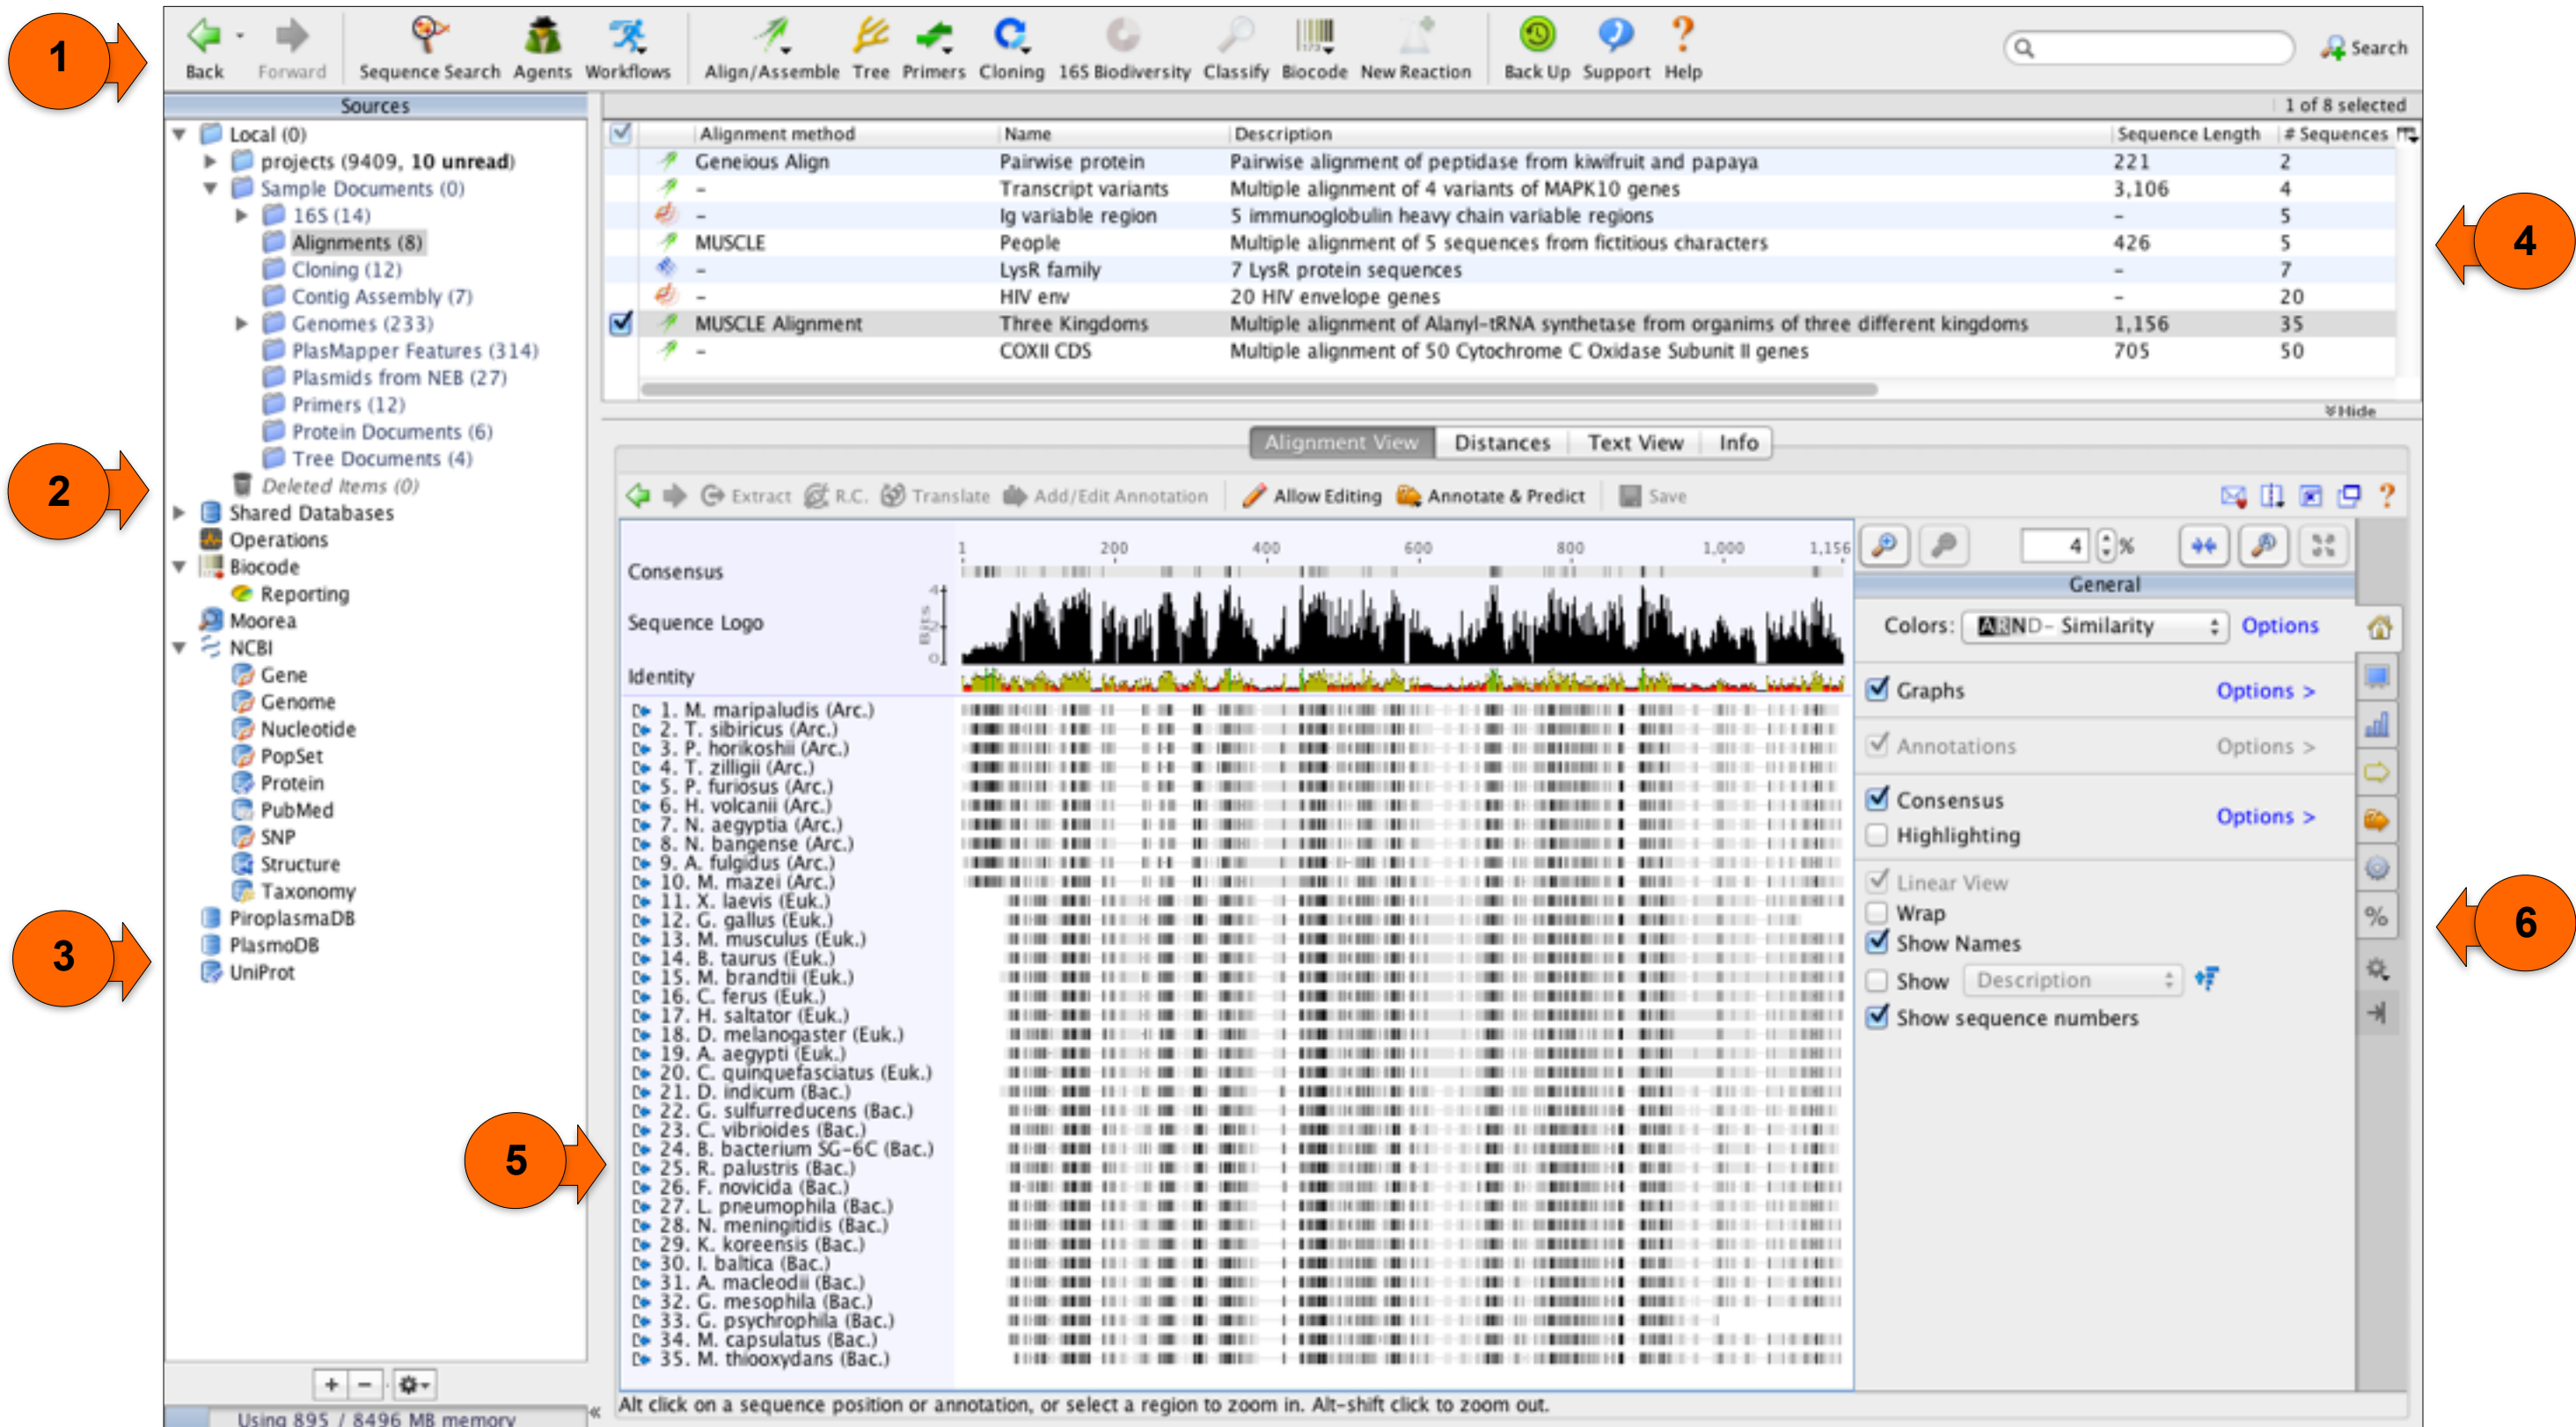 1
Back Forward Sequence Search Agents Workflows Align/Assemble Tree Primers Cloning 16S Biodiversity Classify Biocode New Reaction Back Up Support Help Search
Sources
Local (0)
projects (9409, 10 unread)
Sample Documents (0)
16S (14)
Alignments (8)
Cloning (12)
Contig Assembly (7)
Genomes (233)
PlasMapper Features (314)
Plasmids from NEB (27)
Primers (12)
Protein Documents (6)
Tree Documents (4)
Deleted Items (0)
2
Shared Databases
Operations
Biocode
Reporting
Moorea
NCBI
Gene
Genome
Nucleotide
PopSet
Protein
PubMed
SNP
Structure
Taxonomy
3
PiroplasmaDB
PlasmoDB
UniProt
+ −
Using 895 / 8496 MB memory
1 of 8 selected
Alignment method Name Description Sequence Length # Sequences
Geneious Align Pairwise protein Pairwise alignment of peptidase from kiwifruit and papaya 221 2
- Transcript variants Multiple alignment of 4 variants of MAPK10 genes 3,106 4
- Ig variable region 5 immunoglobulin heavy chain variable regions - 5
MUSCLE People Multiple alignment of 5 sequences from fictitious characters 426 5
- LysR family 7 LysR protein sequences - 7
- HIV env 20 HIV envelope genes - 20
MUSCLE Alignment Three Kingdoms Multiple alignment of Alanyl-tRNA synthetase from organims of three different kingdoms 1,156 35
- COXII CDS Multiple alignment of 50 Cytochrome C Oxidase Subunit II genes 705 50
4
Hide
Alignment View Distances Text View Info
Extract R.C. Translate Add/Edit Annotation Allow Editing Annotate & Predict Save ?
1 200 400 600 800 1,000 1,156
Consensus
Sequence Logo
Bits
4
2
0
Identity
1. M. maripaludis (Arc.)
2. T. sibiricus (Arc.)
3. P. horikoshii (Arc.)
4. T. zilligii (Arc.)
5. P. furiosus (Arc.)
6. H. volcanii (Arc.)
7. N. aegyptia (Arc.)
8. N. bangense (Arc.)
9. A. fulgidus (Arc.)
10. M. mazei (Arc.)
11. X. laevis (Euk.)
12. G. gallus (Euk.)
13. M. musculus (Euk.)
14. B. taurus (Euk.)
15. M. brandtii (Euk.)
16. C. ferus (Euk.)
17. H. saltator (Euk.)
18. D. melanogaster (Euk.)
19. A. aegypti (Euk.)
20. C. quinquefasciatus (Euk.)
21. D. indicum (Bac.)
22. G. sulfurreducens (Bac.)
23. C. vibrioides (Bac.)
24. B. bacterium SG-6C (Bac.)
25. R. palustris (Bac.)
26. F. novicida (Bac.)
27. L. pneumophila (Bac.)
28. N. meningitidis (Bac.)
29. K. koreensis (Bac.)
30. I. baltica (Bac.)
31. A. macleodii (Bac.)
32. G. mesophila (Bac.)
33. G. psychrophila (Bac.)
34. M. capsulatus (Bac.)
35. M. thiooxydans (Bac.)
5
4 %
General
Colors: ARND- Similarity Options
Graphs Options >
Annotations Options >
Consensus Options >
Highlighting
Linear View
Wrap
Show Names
Show Description
Show sequence numbers
%
6
Alt click on a sequence position or annotation, or select a region to zoom in. Alt-shift click to zoom out.